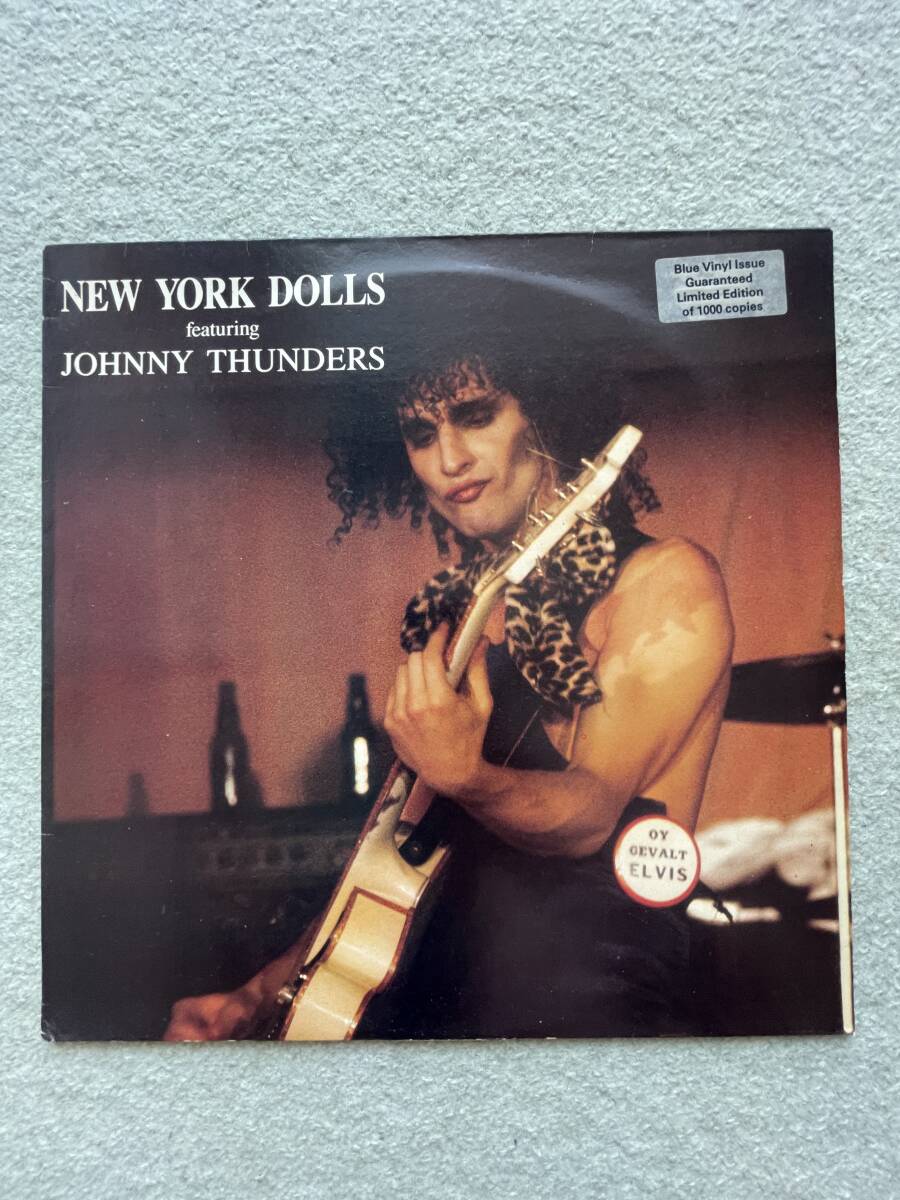 NEW YORK DOLLS
featuring
JOHNNY THUNDERS
Blue Vinyl Issue
Guaranteed
Limited Edition
of 1000 copies
OY
GEVALT
ELVIS